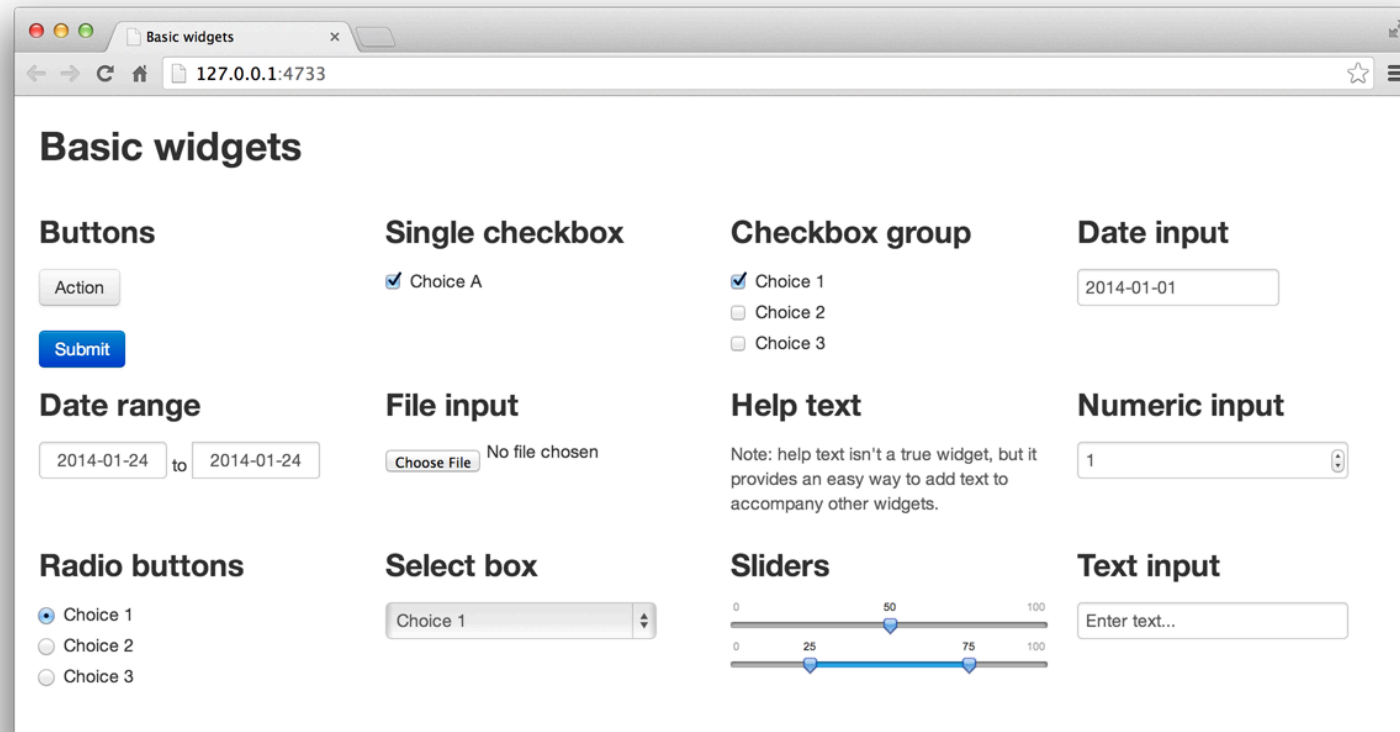 Basic widgets
127.0.0.1:4733
Basic widgets
Buttons
Action
Submit
Single checkbox
Choice A
Checkbox group
Choice 1
Choice 2
Choice 3
Date input
2014-01-01
Date range
2014-01-24 to 2014-01-24
File input
Choose File No file chosen
Help text
Note: help text isn't a true widget, but it
provides an easy way to add text to
accompany other widgets.
Numeric input
1
Radio buttons
Choice 1
Choice 2
Choice 3
Select box
Choice 1
Sliders
0 50 100
0 25 75 100
Text input
Enter text...